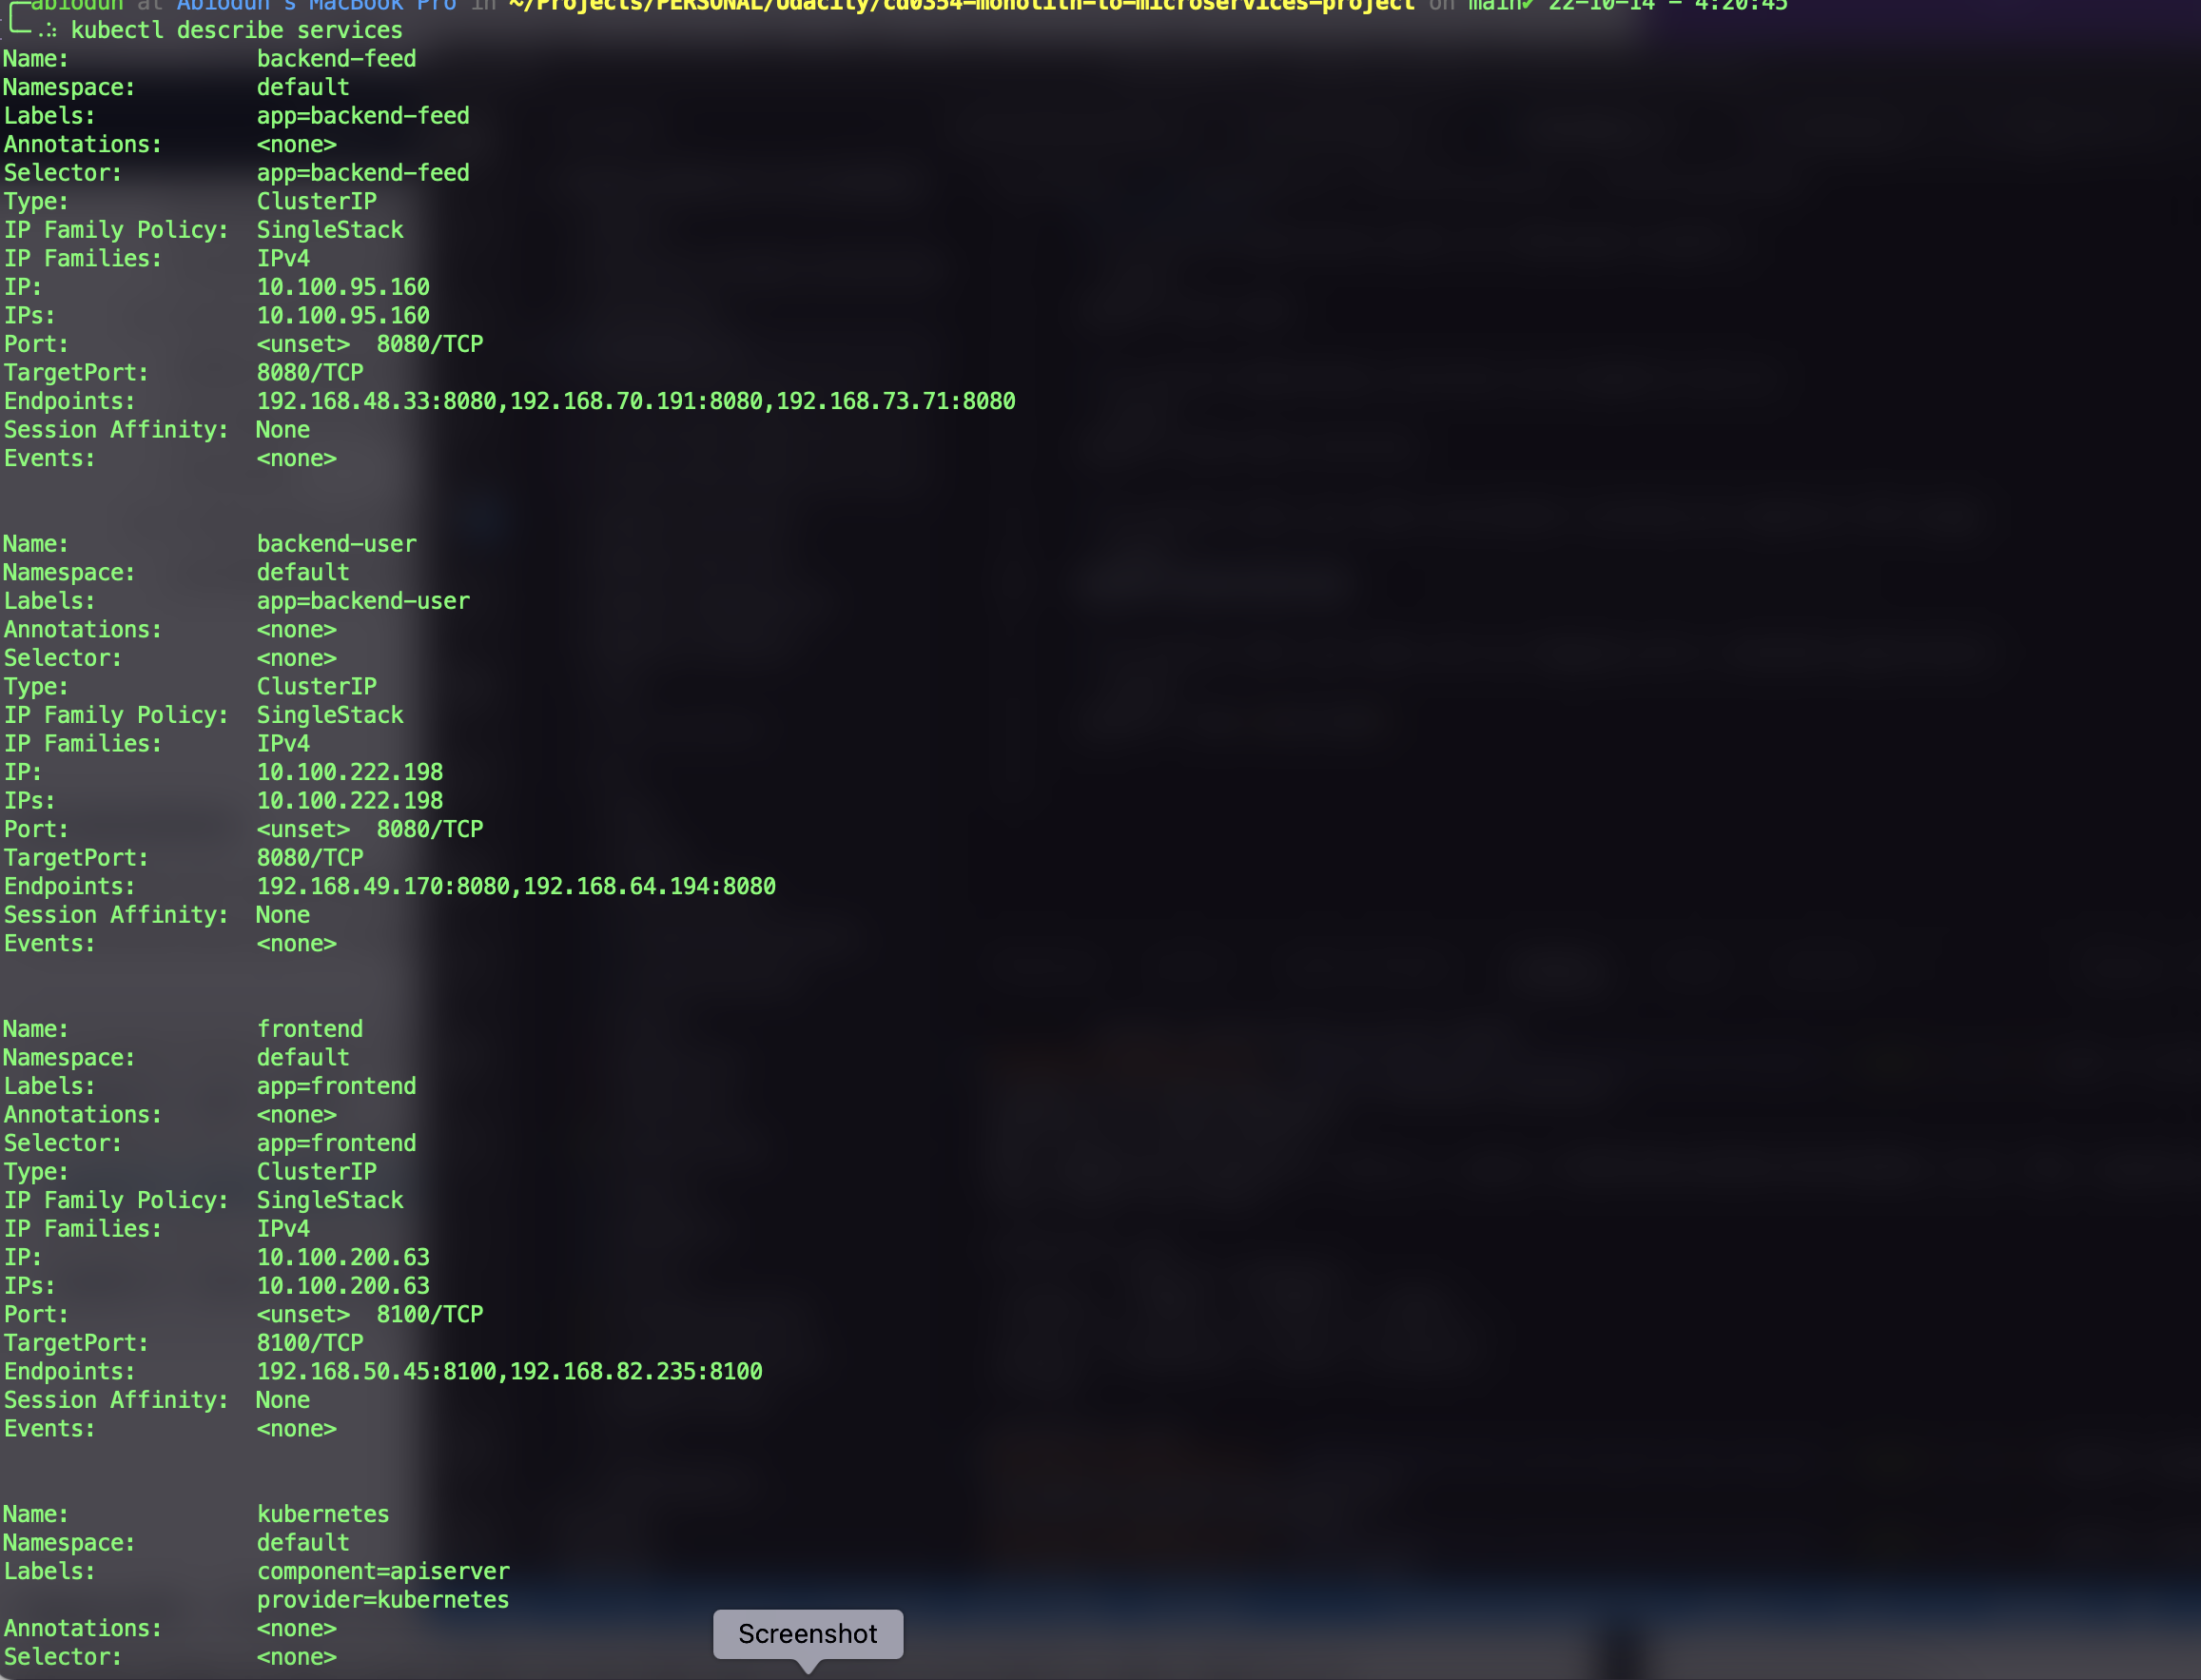 abiodun at Abiodun's MacBook Pro in ~/Projects/PERSONAL/udacity/cd0354-monolith-to-microservices-project on main✔ 22-10-14 - 4:20:45
kubectl describe services
Name: backend-feed
Namespace: default
Labels: app=backend-feed
Annotations: <none>
Selector: app=backend-feed
Type: ClusterIP
IP Family Policy: SingleStack
IP Families: IPv4
IP: 10.100.95.160
IPs: 10.100.95.160
Port: <unset> 8080/TCP
TargetPort: 8080/TCP
Endpoints: 192.168.48.33:8080,192.168.70.191:8080,192.168.73.71:8080
Session Affinity: None
Events: <none>
Name: backend-user
Namespace: default
Labels: app=backend-user
Annotations: <none>
Selector: <none>
Type: ClusterIP
IP Family Policy: SingleStack
IP Families: IPv4
IP: 10.100.222.198
IPs: 10.100.222.198
Port: <unset> 8080/TCP
TargetPort: 8080/TCP
Endpoints: 192.168.49.170:8080,192.168.64.194:8080
Session Affinity: None
Events: <none>
Name: frontend
Namespace: default
Labels: app=frontend
Annotations: <none>
Selector: app=frontend
Type: ClusterIP
IP Family Policy: SingleStack
IP Families: IPv4
IP: 10.100.200.63
IPs: 10.100.200.63
Port: <unset> 8100/TCP
TargetPort: 8100/TCP
Endpoints: 192.168.50.45:8100,192.168.82.235:8100
Session Affinity: None
Events: <none>
Name: kubernetes
Namespace: default
Labels: component=apiserver
provider=kubernetes
Annotations: <none>
Selector: <none>
Screenshot